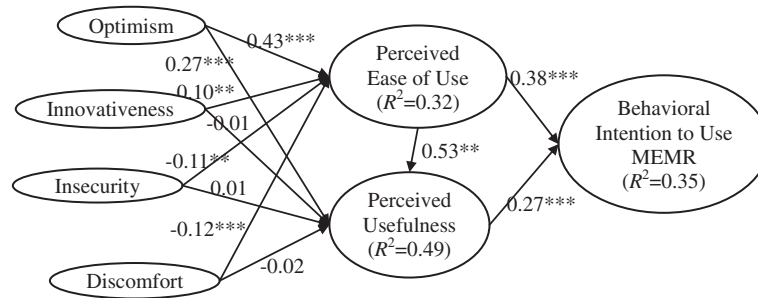 Optimism
0.43***
0.27***
Perceived
Ease of Use
(R²=0.32)
0.38***
Innovativeness
0.10**
-0.01
Behavioral
Intention to Use
MEMR
(R²=0.35)
0.53**
Insecurity
-0.11**
0.01
Perceived
Usefulness
(R²=0.49)
0.27***
-0.12***
Discomfort
-0.02